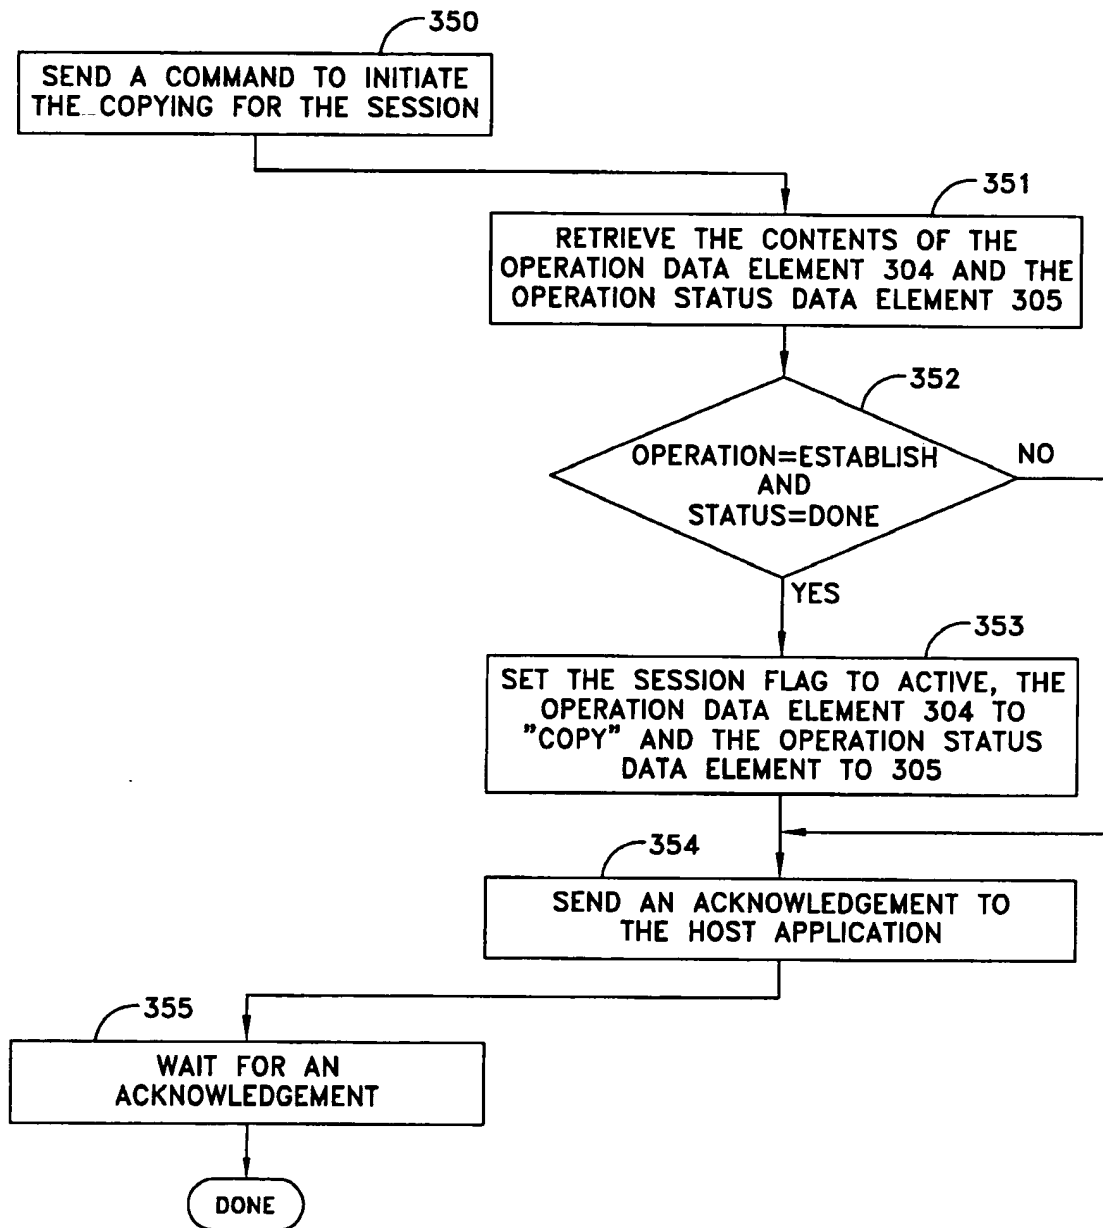 350
SEND A COMMAND TO INITIATE
THE COPYING FOR THE SESSION
351
RETRIEVE THE CONTENTS OF THE
OPERATION DATA ELEMENT 304 AND THE
OPERATION STATUS DATA ELEMENT 305
352
OPERATION=ESTABLISH
AND
STATUS=DONE
NO
YES
353
SET THE SESSION FLAG TO ACTIVE, THE
OPERATION DATA ELEMENT 304 TO
"COPY" AND THE OPERATION STATUS
DATA ELEMENT TO 305
354
SEND AN ACKNOWLEDGEMENT TO
THE HOST APPLICATION
355
WAIT FOR AN
ACKNOWLEDGEMENT
DONE